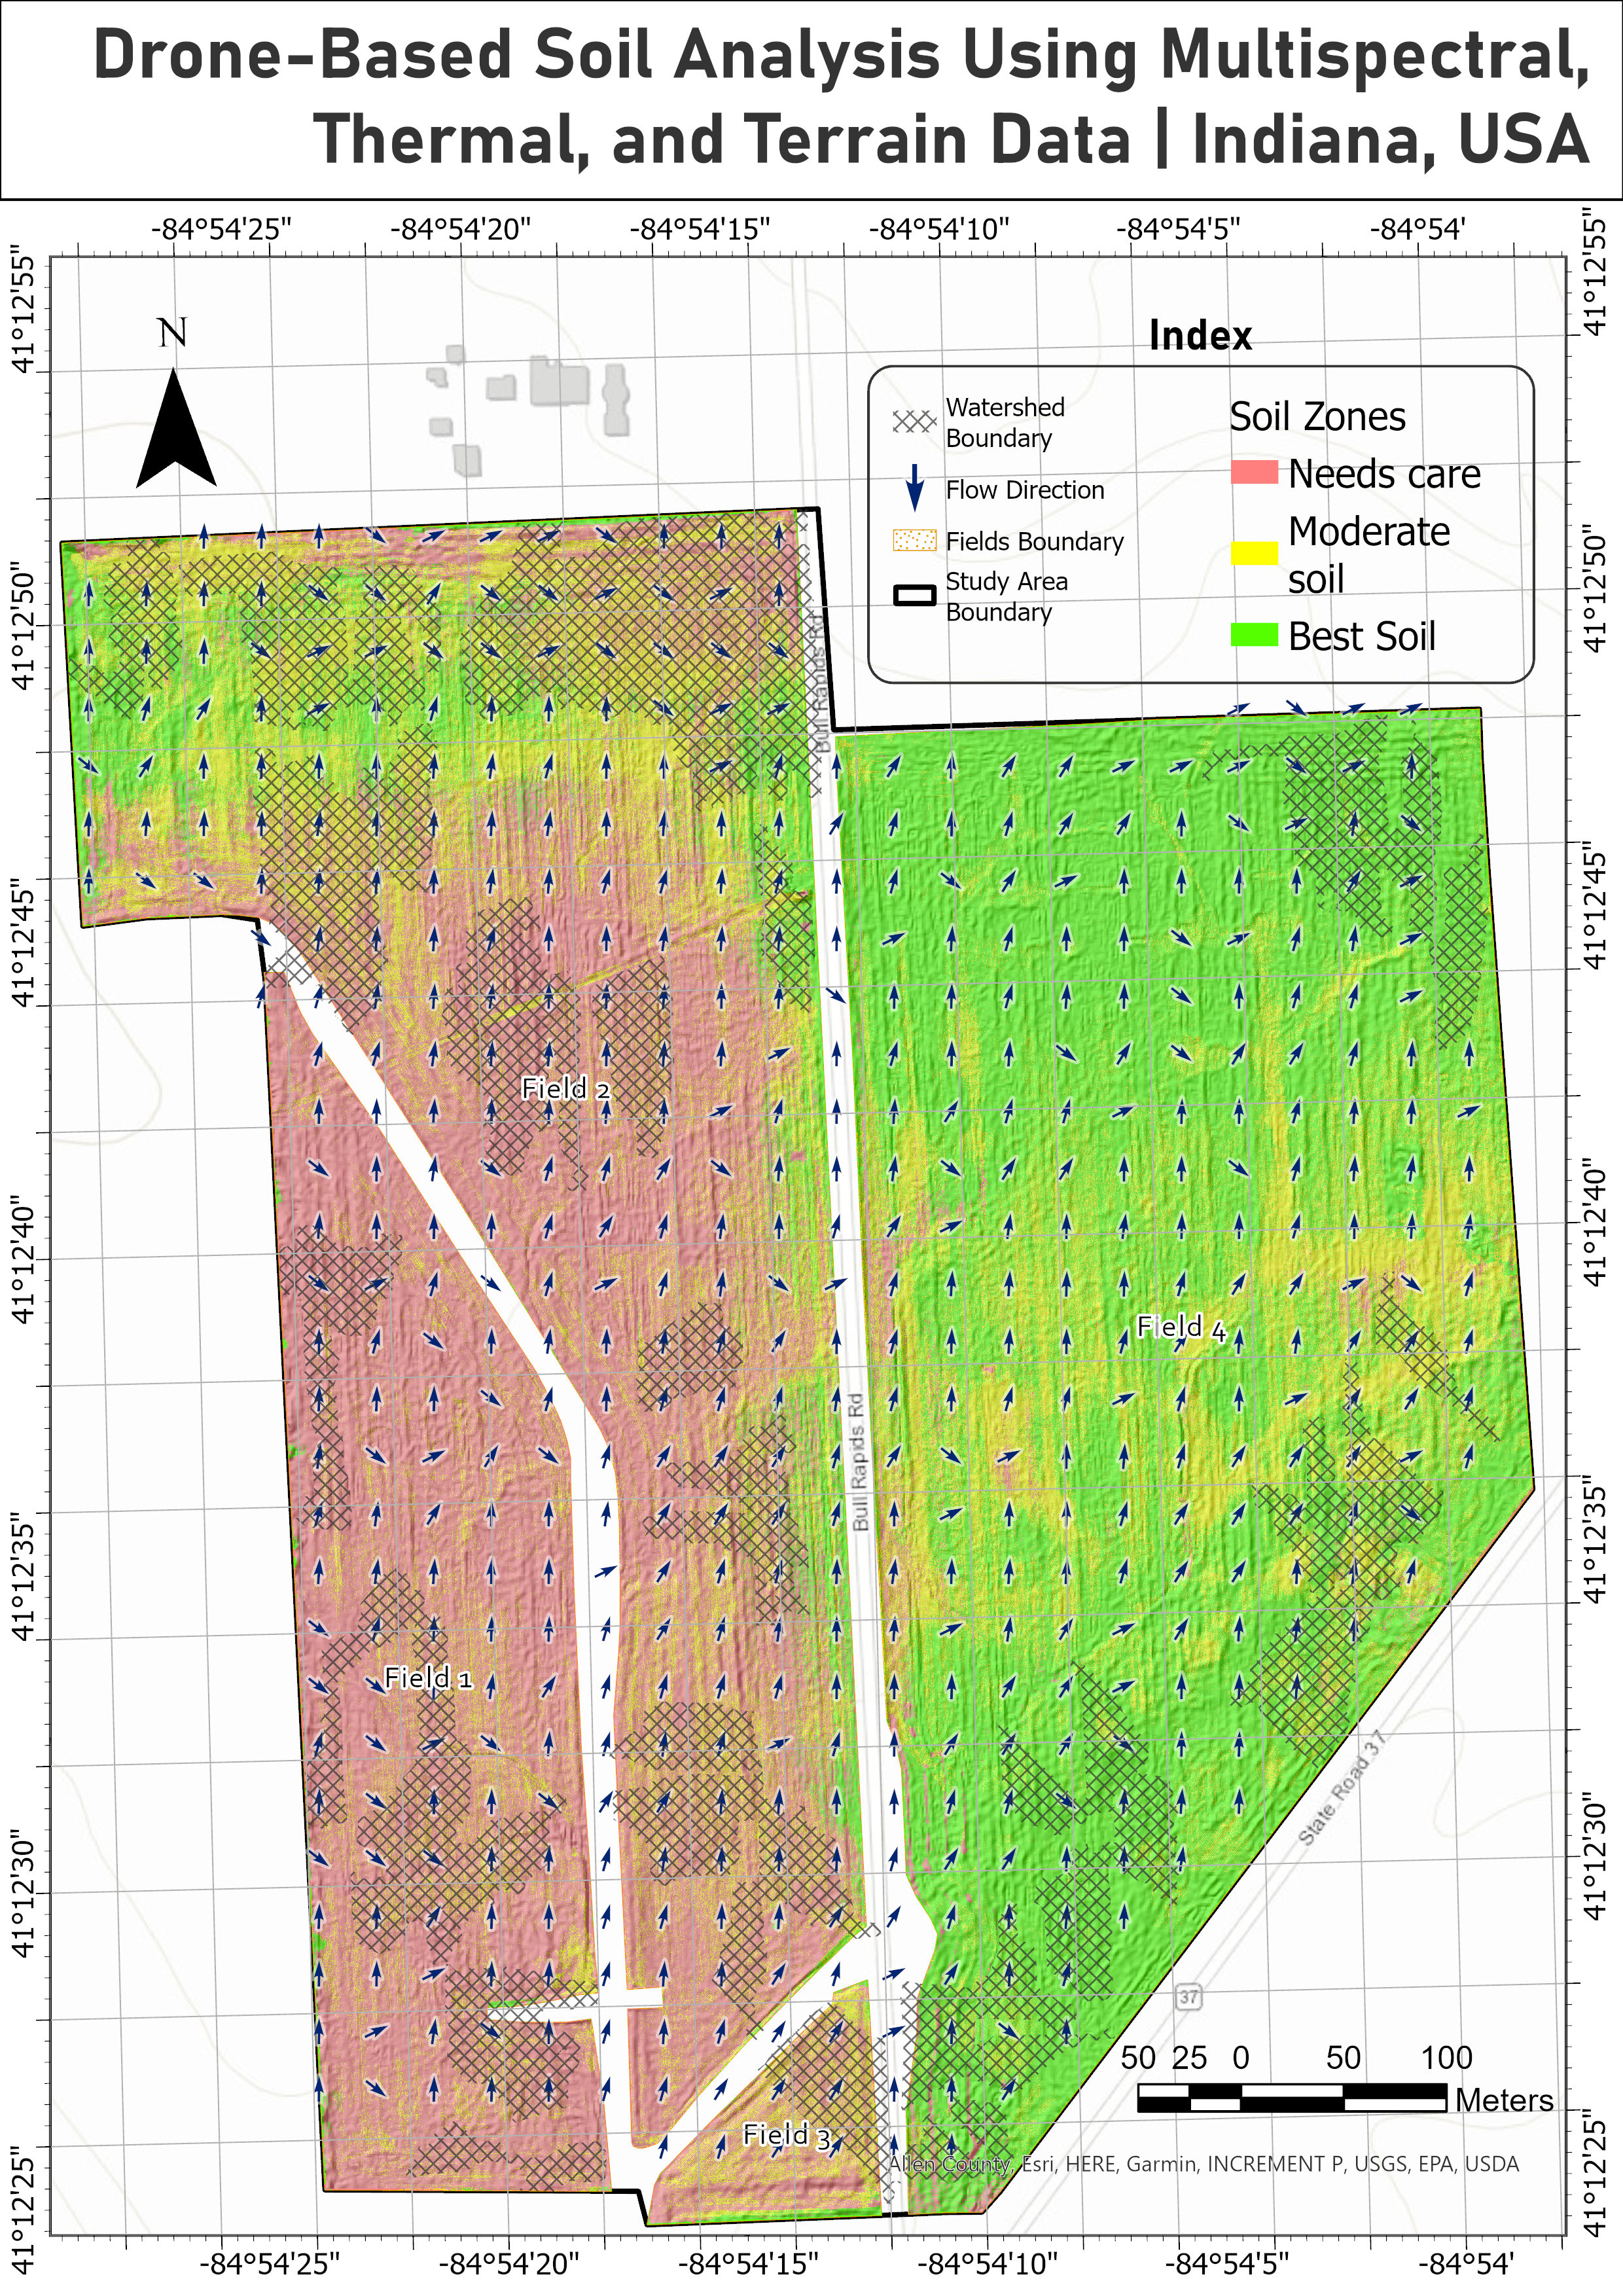 Drone-Based Soil Analysis Using Multispectral,
Thermal, and Terrain Data | Indiana, USA
-84°54'25" -84°54'20" -84°54'15" -84°54'10" -84°54'5" -84°54'
41°12'55"
41°12'55"
N
Index
Watershed
Boundary
Flow Direction
Fields Boundary
Study Area
Boundary
Soil Zones
Needs care
Moderate
soil
Best Soil
41°12'50"
41°12'50"
Bull Rapids Rd
41°12'45"
41°12'45"
Field 2
41°12'40"
41°12'40"
Field 4
Bull Rapids Rd
41°12'35"
41°12'35"
Field 1
State Road 37
41°12'30"
41°12'30"
37
50 25 0 50 100
Meters
Field 3
Allen County, Esri, HERE, Garmin, INCREMENT P, USGS, EPA, USDA
41°12'25"
41°12'25"
-84°54'25" -84°54'20" -84°54'15" -84°54'10" -84°54'5" -84°54'